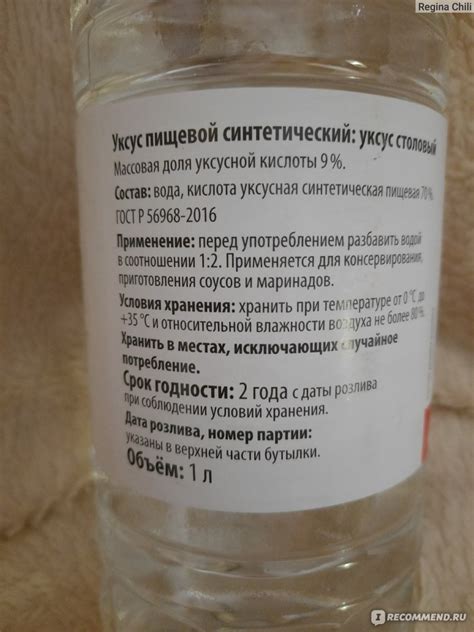 Regina Chili
Уксус пищевой синтетический: уксус столовый
Массовая доля уксусной кислоты 9%.
Состав: вода, кислота уксусная синтетическая пищевая 70%.
ГОСТ Р 56968-2016
Применение: перед употреблением разбавить водой
в соотношении 1:2. Применяется для консервирования,
приготовления соусов и маринадов.
Условия хранения: хранить при температуре от 0 °C до
+35 °C и относительной влажности воздуха не более 80%.
Хранить в местах, исключающих случайное
потребление.
Срок годности: 2 года с даты розлива
при соблюдении условий хранения.
Дата розлива, номер партии:
указаны в верхней части бутылки.
Объём: 1 л
IRECOMMEND.RU